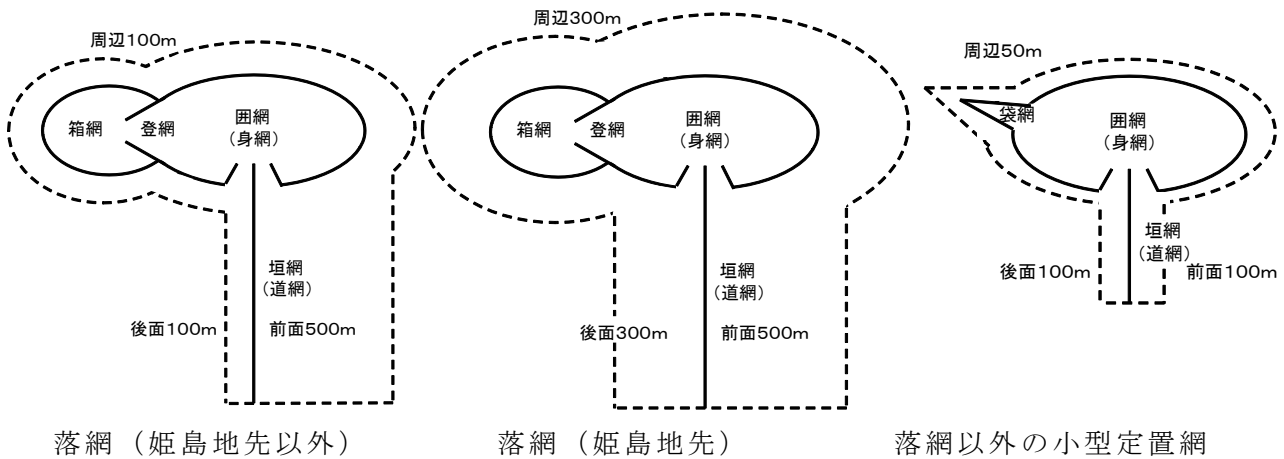 周辺100m
箱網
登網
囲網
（身網）
垣網
（道網）
後面100m
前面500m
落網（姫島地先以外）
周辺300m
箱網
登網
囲網
（身網）
垣網
（道網）
後面300m
前面500m
落網（姫島地先）
周辺50m
袋網
囲網
（身網）
垣網
（道網）
後面100m
前面100m
落網以外の小型定置網